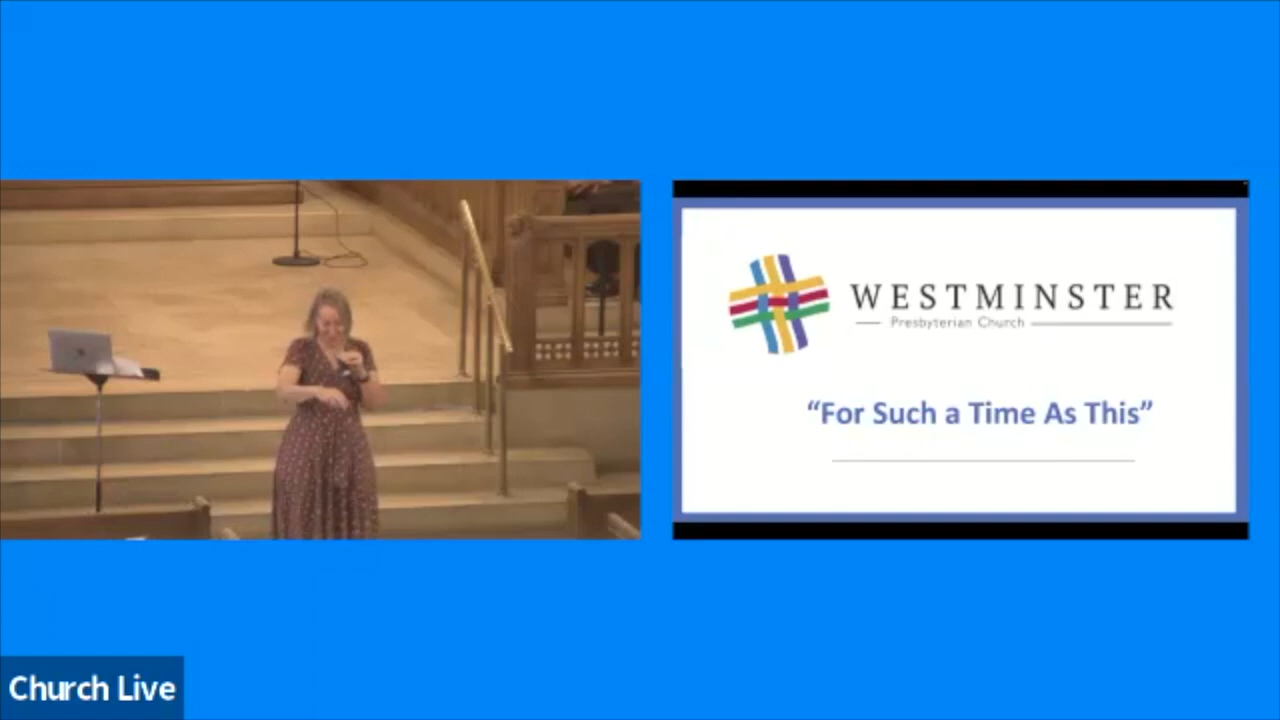 WESTMINSTER
Presbyterian Church
“For Such a Time As This”
Church Live